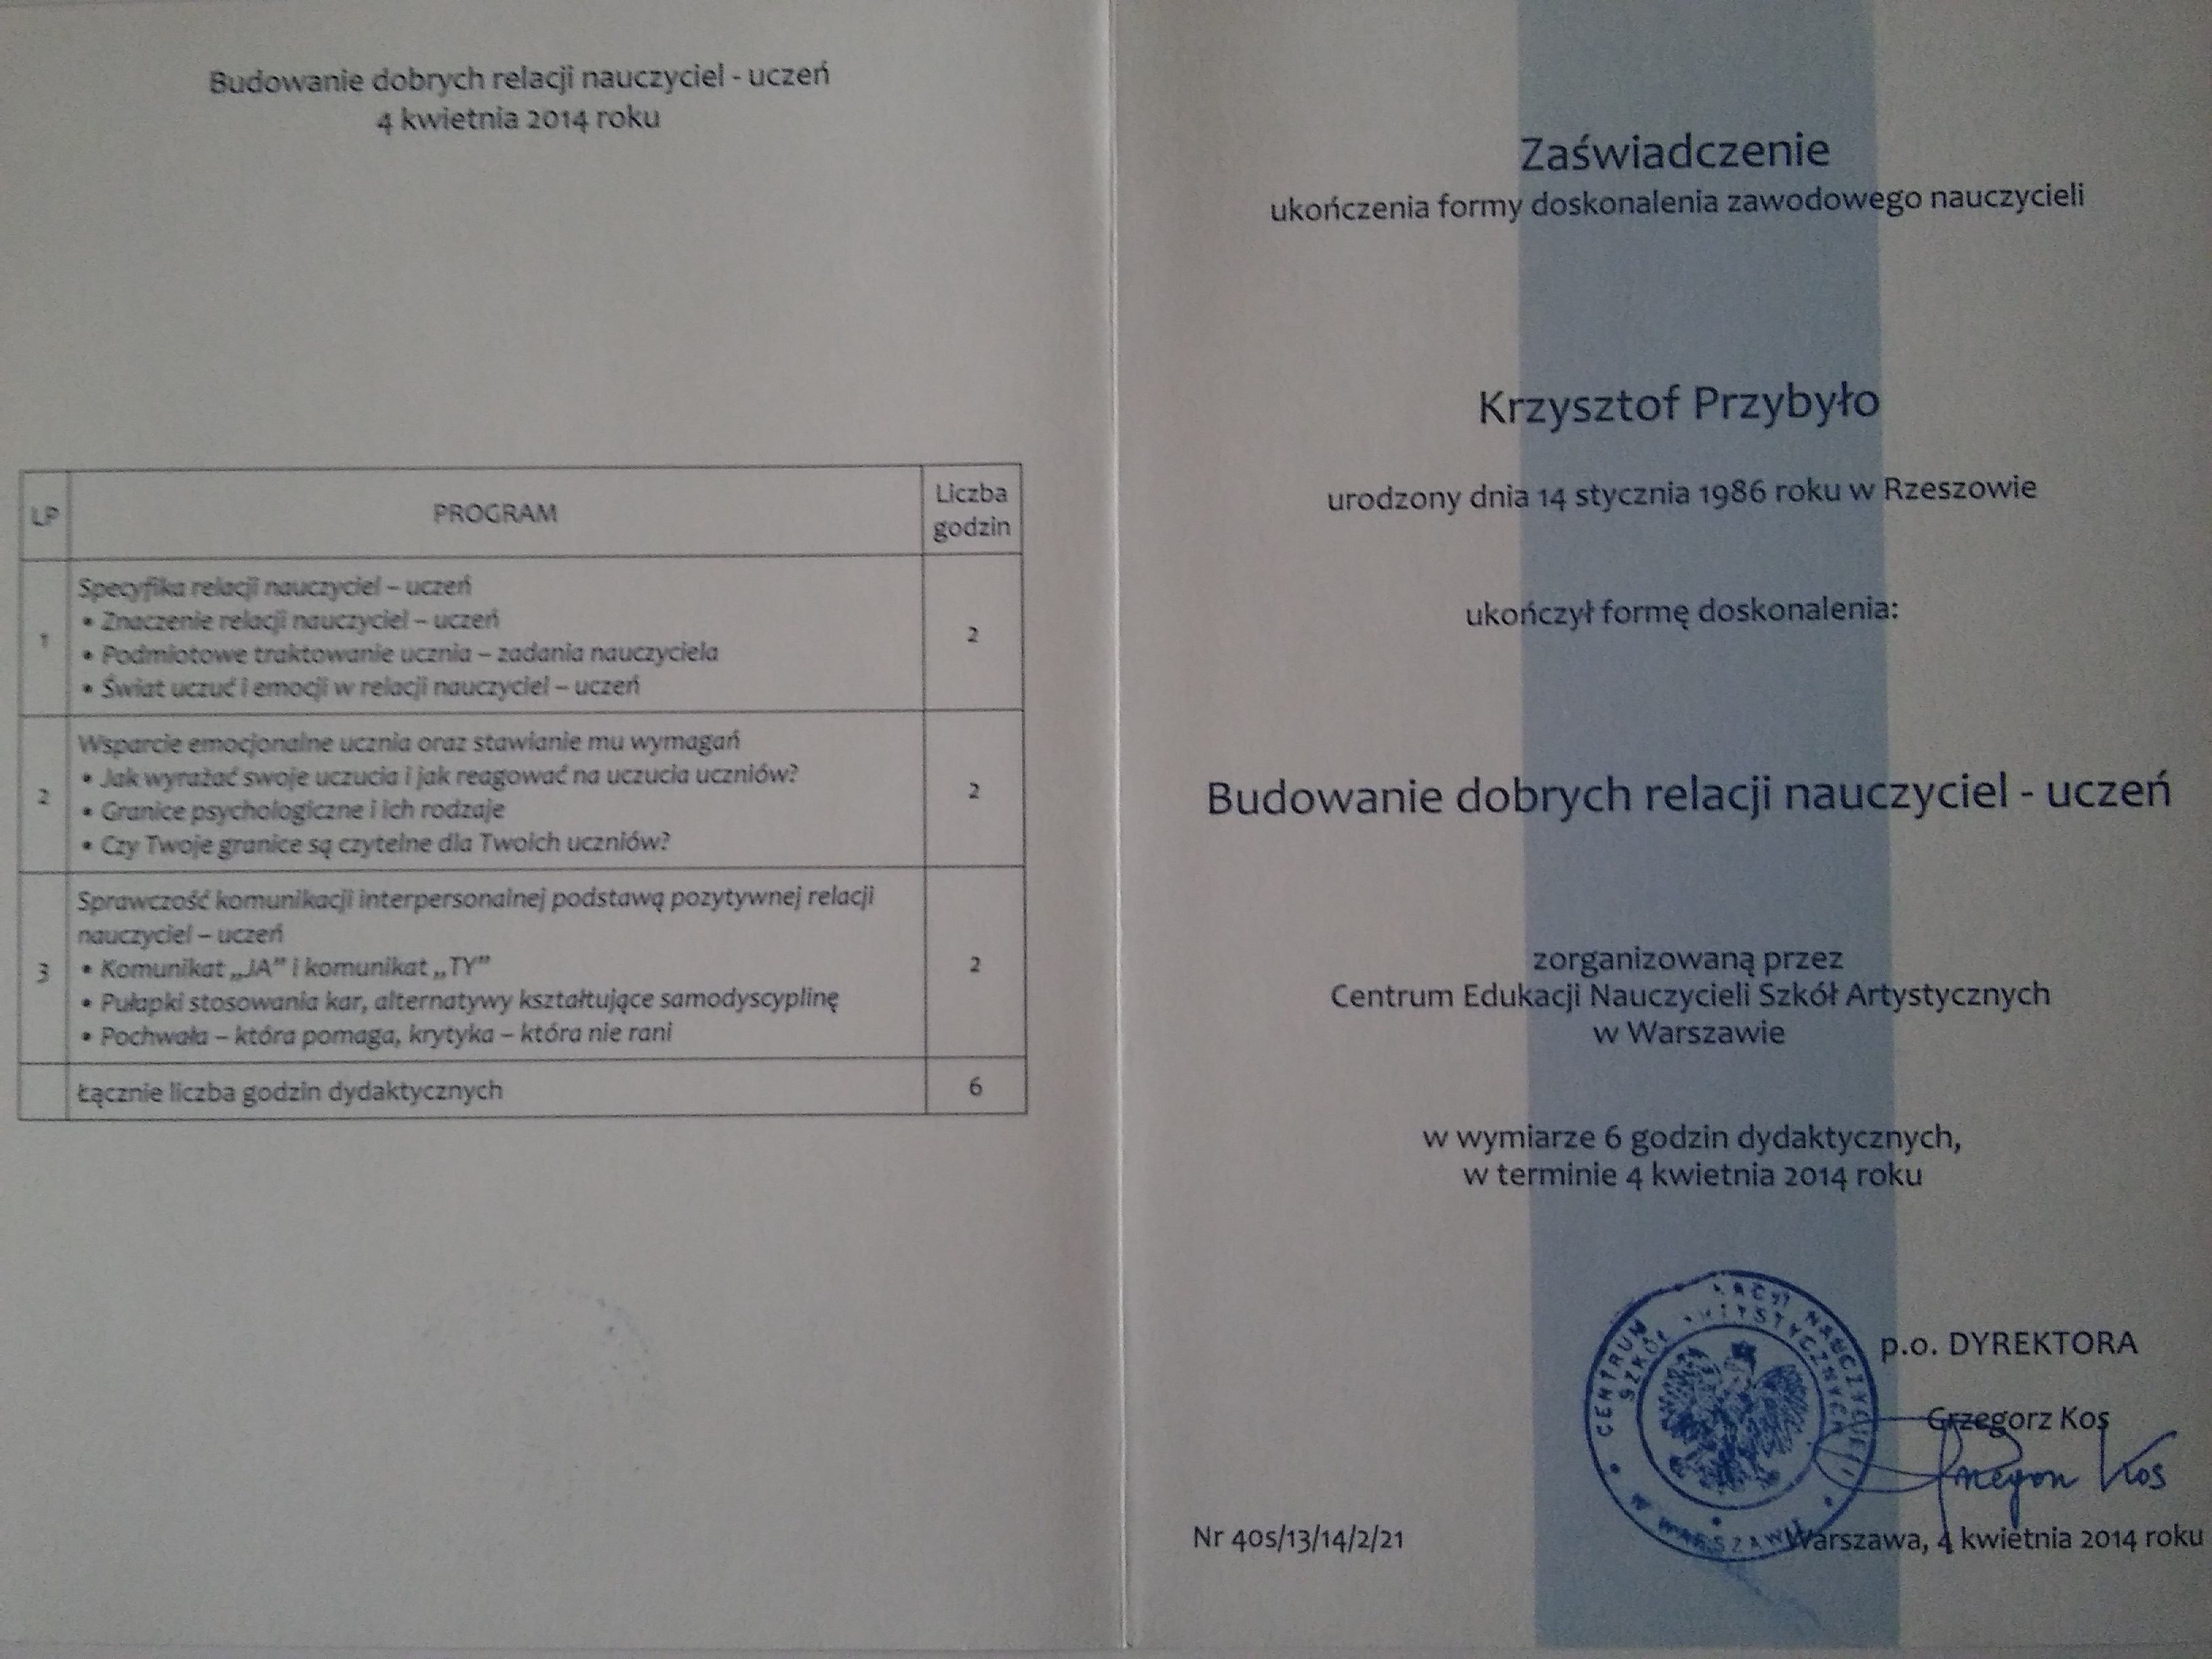 Budowanie dobrych relacji nauczyciel - uczeń
4 kwietnia 2014 roku
LP
PROGRAM
Liczba
godzin
1
Specyfika relacji nauczyciel – uczeń
• Znaczenie relacji nauczyciel – uczeń
• Podmiotowe traktowanie ucznia – zadania nauczyciela
• Świat uczuć i emocji w relacji nauczyciel – uczeń
2
2
Wsparcie emocjonalne ucznia oraz stawianie mu wymagań
• Jak wyrażać swoje uczucia i jak reagować na uczucia uczniów?
• Granice psychologiczne i ich rodzaje
• Czy Twoje granice są czytelne dla Twoich uczniów?
2
3
Sprawczość komunikacji interpersonalnej podstawą pozytywnej relacji
nauczyciel – uczeń
• Komunikat „JA” i komunikat „TY”
• Pułapki stosowania kar, alternatywy kształtujące samodyscyplinę
• Pochwała – która pomaga, krytyka – która nie rani
2
Łącznie liczba godzin dydaktycznych
6
Zaświadczenie
ukończenia formy doskonalenia zawodowego nauczycieli
Krzysztof Przybyło
urodzony dnia 14 stycznia 1986 roku w Rzeszowie
ukończył formę doskonalenia:
Budowanie dobrych relacji nauczyciel - uczeń
zorganizowaną przez
Centrum Edukacji Nauczycieli Szkół Artystycznych
w Warszawie
w wymiarze 6 godzin dydaktycznych,
w terminie 4 kwietnia 2014 roku
CENTRUM NAUCZYCIELI
SZKÓŁ
W WARSZAWIE
p.o. DYREKTORA
Grzegorz Kos
Nr 40s/13/14/2/21
Warszawa, 4 kwietnia 2014 roku